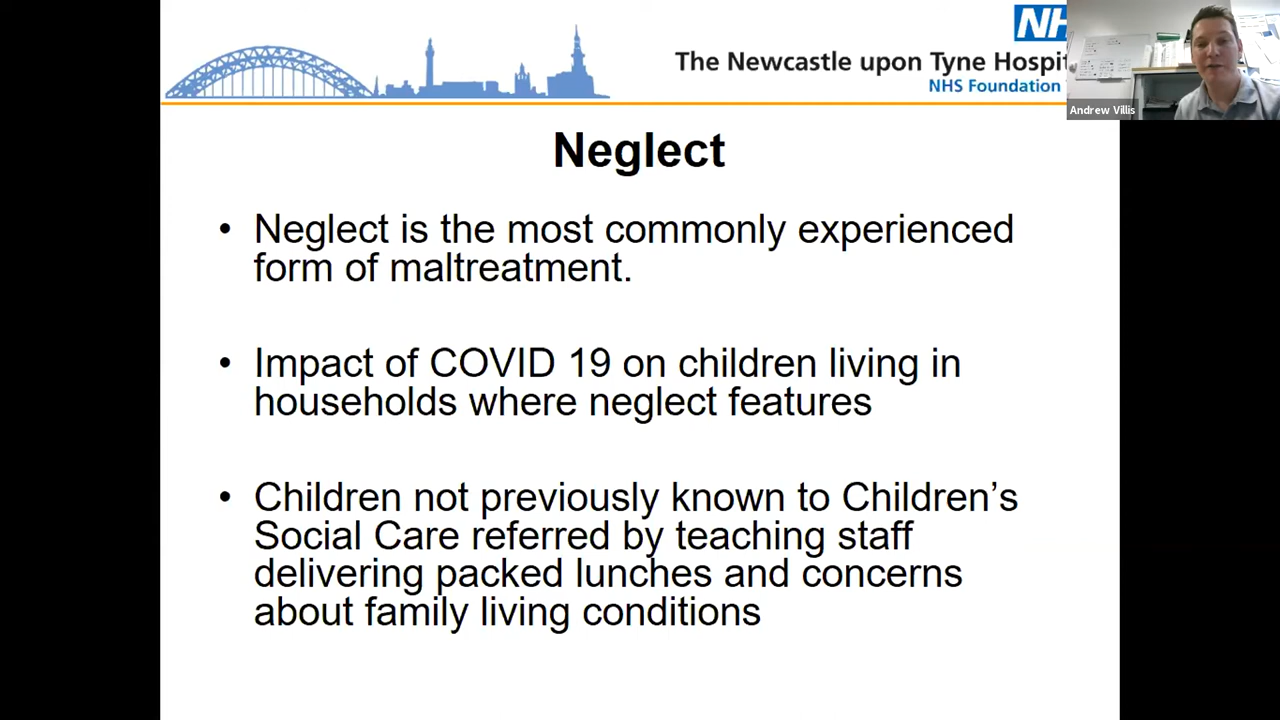 NH
The Newcastle upon Tyne Hospit
NHS Foundation
Andrew Villis
Neglect
• Neglect is the most commonly experienced
form of maltreatment.
• Impact of COVID 19 on children living in
households where neglect features
• Children not previously known to Children’s
Social Care referred by teaching staff
delivering packed lunches and concerns
about family living conditions